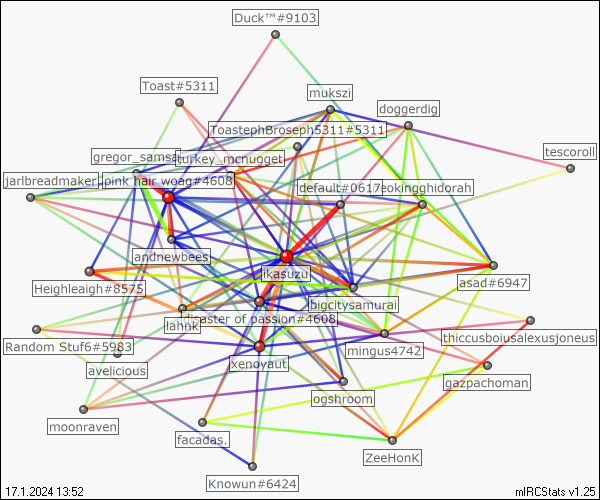 Duck™#9103
Toast#5311
mukszi
doggerdig
ToastephBroseph5311#5311
tescoroll
gregor_samsa
turkey_mcnugget
jarlbreadmaker
pink hair woag#4608
default#0617
eokingghidorah
andnewbees
ikasuzu
Heighleaigh#8575
asad#6947
bigcitysamurai
disaster of passion#4608
lahnk
thiccusboiusalexusjoneus
Random Stuf6#5983
mingus4742
avelicious
xenoyaut
gazpachoman
ogshroom
moonraven
facadas.
ZeeHonK
Knowun#6424
17.1.2024 13:52
mIRCStats v1.25